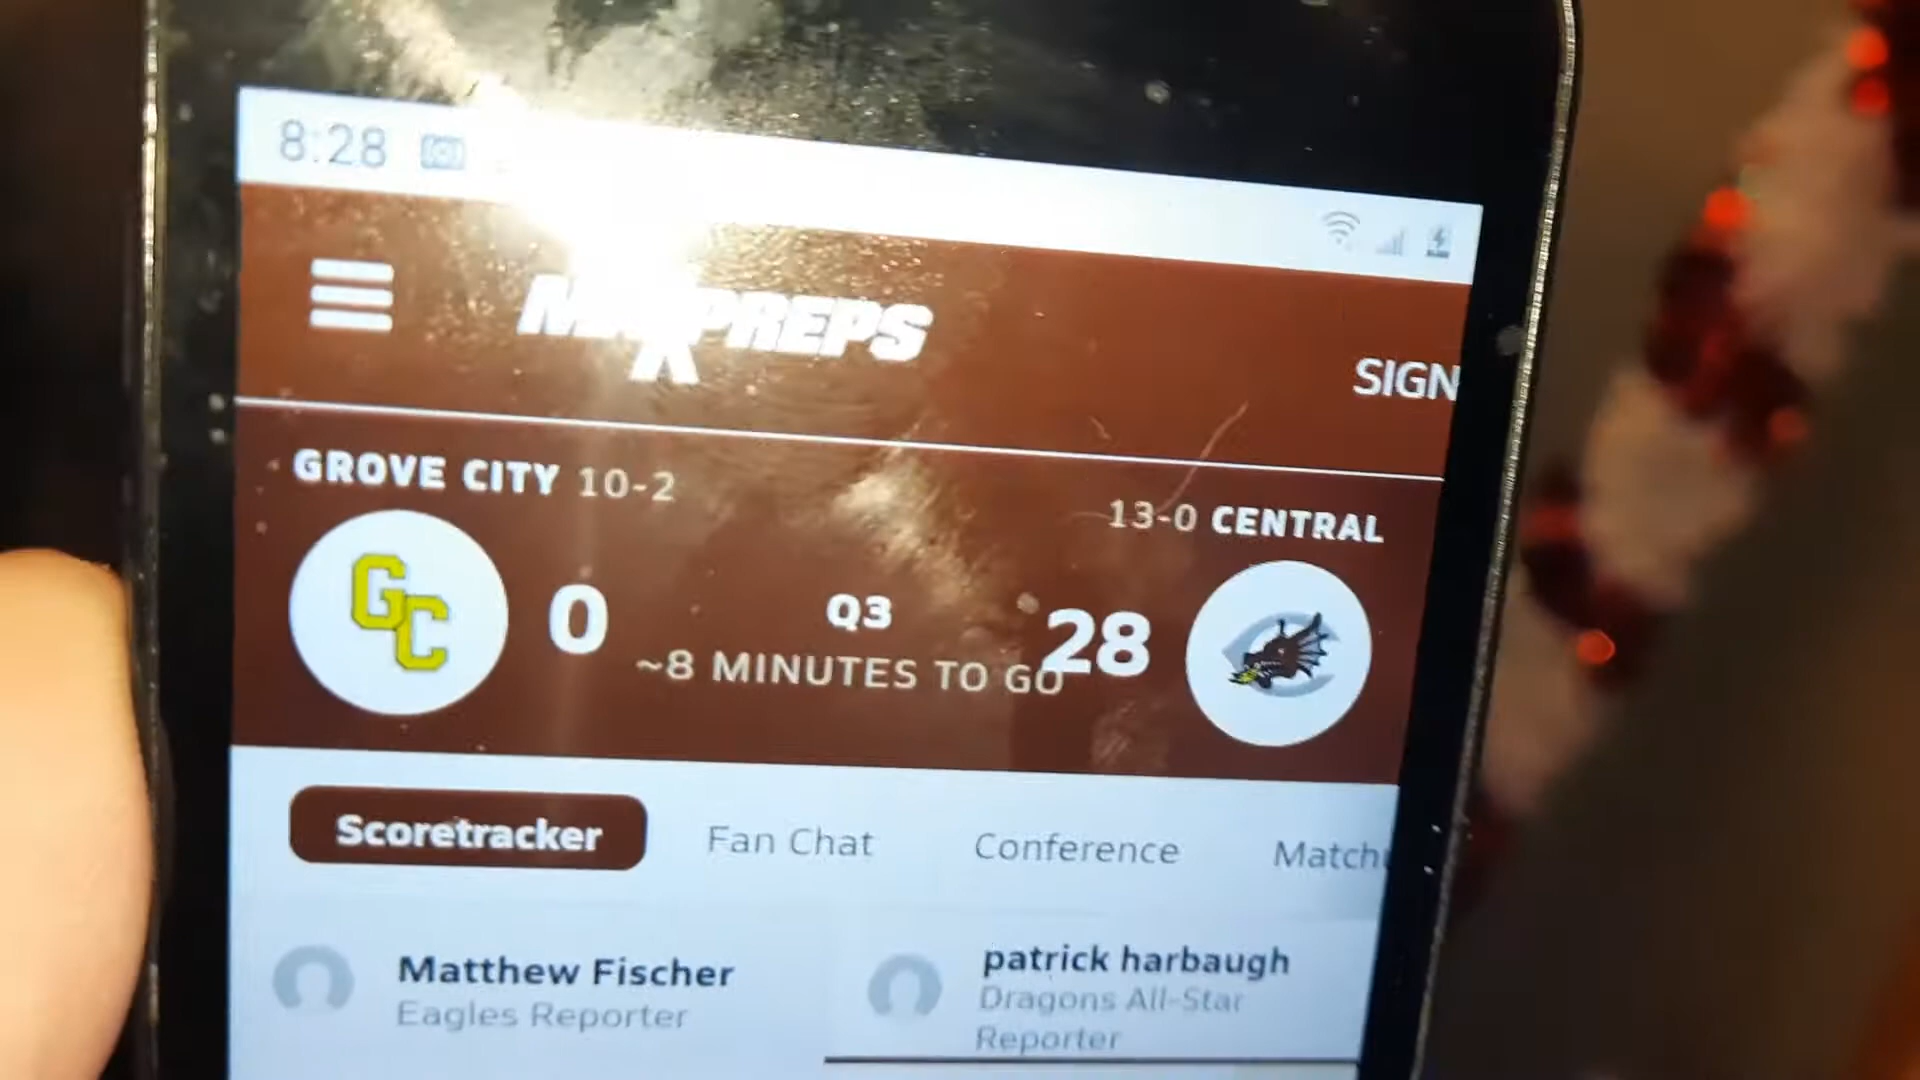 8:28
MAXPREPS
SIGN
GROVE CITY 10-2
13-0 CENTRAL
GC
0
Q3
28
~8 MINUTES TO GO
Scoretracker
Fan Chat
Conference
Match
Matthew Fischer
Eagles Reporter
patrick harbaugh
Dragons All-Star
Reporter